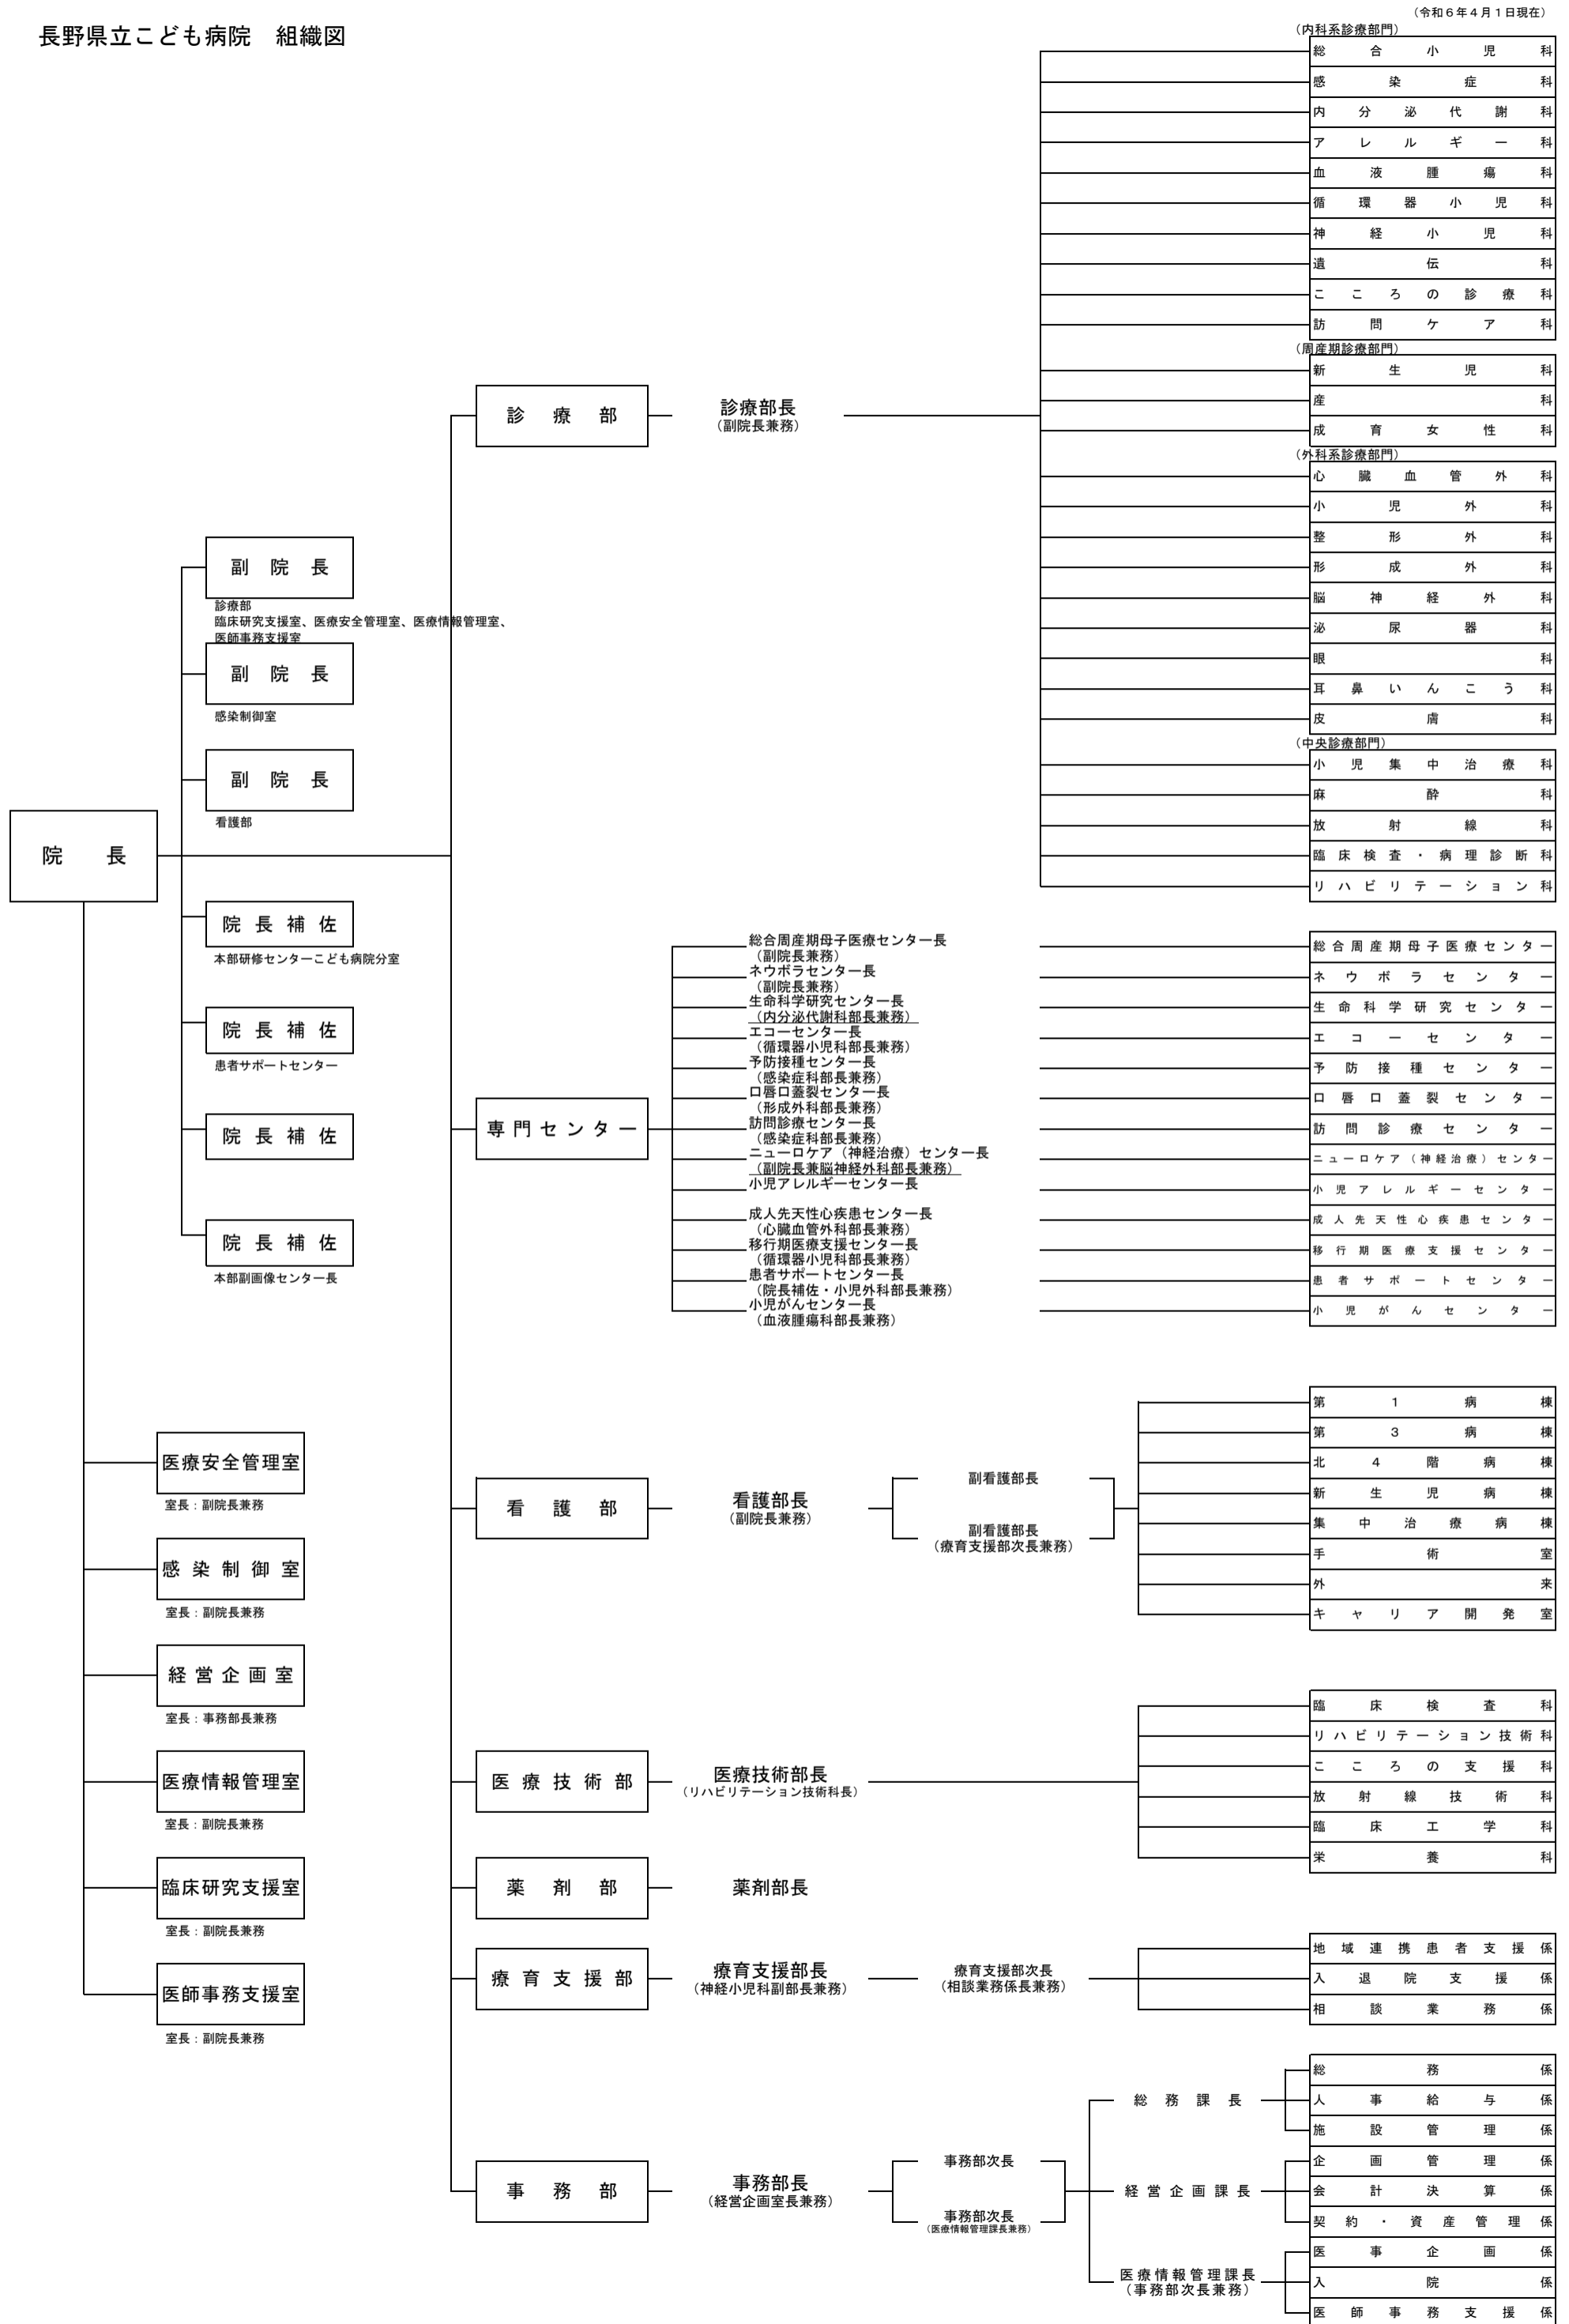 （令和６年４月１日現在）
長野県立こども病院　組織図
院長
副院長
診療部
臨床研究支援室、医療安全管理室、医療情報管理室、
医師事務支援室
副院長
感染制御室
副院長
看護部
院長補佐
本部研修センターこども病院分室
院長補佐
患者サポートセンター
院長補佐
院長補佐
本部副画像センター長
医療安全管理室
室長：副院長兼務
感染制御室
室長：副院長兼務
経営企画室
室長：事務部長兼務
医療情報管理室
室長：副院長兼務
臨床研究支援室
室長：副院長兼務
医師事務支援室
室長：副院長兼務
診療部
診療部長
（副院長兼務）
（内科系診療部門）
総合小児科
感染症科
内分泌代謝科
アレルギー科
血液腫瘍科
循環器小児科
神経小児科
遺伝科
こころの診療科
訪問ケア科
（周産期診療部門）
新生児科
産科
成育女性科
（外科系診療部門）
心臓血管外科
小児外科
整形外科
形成外科
脳神経外科
泌尿器科
眼科
耳鼻いんこう科
皮膚科
（中央診療部門）
小児集中治療科
麻酔科
放射線科
臨床検査・病理診断科
リハビリテーション科
専門センター
総合周産期母子医療センター長
（副院長兼務）
ネウボラセンター長
（副院長兼務）
生命科学研究センター長
（内分泌代謝科部長兼務）
エコーセンター長
（循環器小児科部長兼務）
予防接種センター長
（感染症科部長兼務）
口唇口蓋裂センター長
（形成外科部長兼務）
訪問診療センター長
（感染症科部長兼務）
ニューロケア（神経治療）センター長
（副院長兼脳神経外科部長兼務）
小児アレルギーセンター長
成人先天性心疾患センター長
（心臓血管外科部長兼務）
移行期医療支援センター長
（循環器小児科部長兼務）
患者サポートセンター長
（院長補佐・小児外科部長兼務）
小児がんセンター長
（血液腫瘍科部長兼務）
総合周産期母子医療センター
ネウボラセンター
生命科学研究センター
エコーセンター
予防接種センター
口唇口蓋裂センター
訪問診療センター
ニューロケア（神経治療）センター
小児アレルギーセンター
成人先天性心疾患センター
移行期医療支援センター
患者サポートセンター
小児がんセンター
看護部
看護部長
（副院長兼務）
副看護部長
副看護部長
（療育支援部次長兼務）
第１病棟
第３病棟
北４階病棟
新生児病棟
集中治療病棟
手術室
外来
キャリア開発室
医療技術部
医療技術部長
（リハビリテーション技術科長）
臨床検査科
リハビリテーション技術科
こころの支援科
放射線技術科
臨床工学科
栄養科
薬剤部
薬剤部長
療育支援部
療育支援部長
（神経小児科副部長兼務）
療育支援部次長
（相談業務係長兼務）
地域連携患者支援係
入退院支援係
相談業務係
事務部
事務部長
（経営企画室長兼務）
事務部次長
事務部次長
（医療情報管理課長兼務）
総務課長
経営企画課長
医療情報管理課長
（事務部次長兼務）
総務係
人事給与係
施設管理係
企画管理係
会計決算係
契約・資産管理係
医事企画係
入院係
医師事務支援係